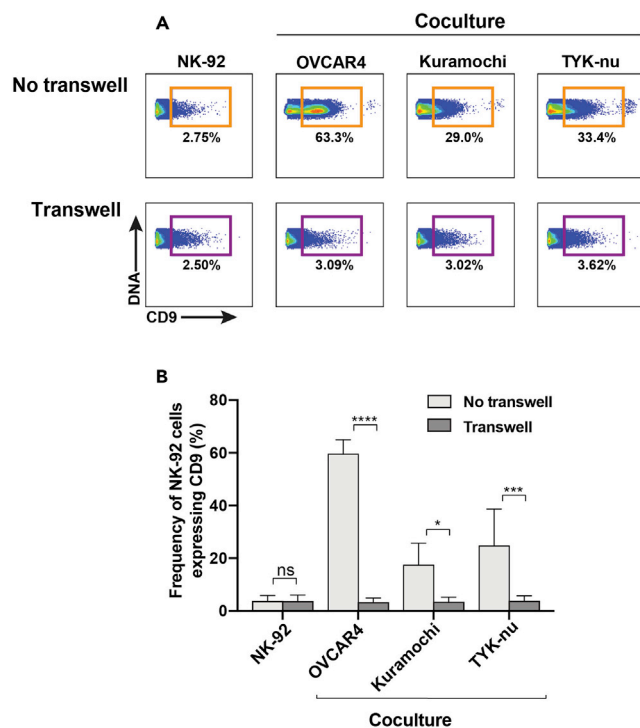 A
Coculture
NK-92 OVCAR4 Kuramochi TYK-nu
No transwell
2.75% 63.3% 29.0% 33.4%
Transwell
2.50% 3.09% 3.02% 3.62%
DNA
CD9
B
Frequency of NK-92 cells
expressing CD9 (%)
80
60
40
20
0
No transwell
Transwell
ns **** * ***
NK-92 OVCAR4 Kuramochi TYK-nu
Coculture